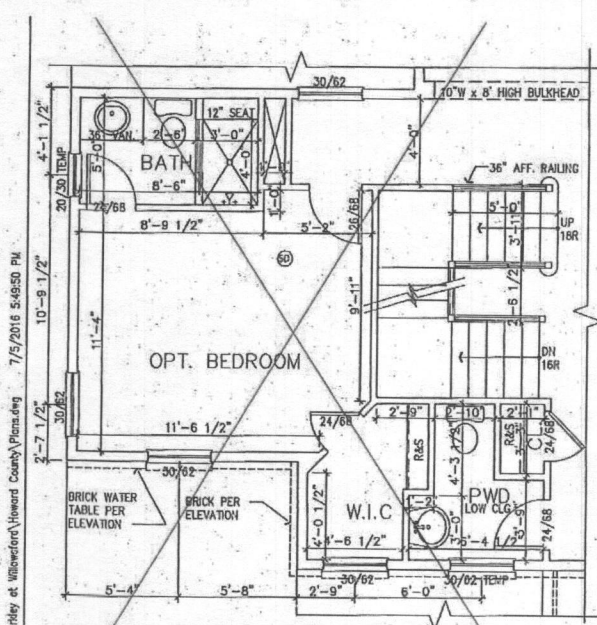 30/62
10"W x 8' HIGH BULKHEAD
12" SEAT
36" VAN.
2'-6"
3'-0"
4'-1 1/2"
20/30 TEMP
5'-0"
BATH
4'-0"
4'-0"
36" AFF. RAILING
8'-6"
1'-0"
24/68
26/68
5'-0"
3'-11"
UP
16R
8'-9 1/2"
5'-2"
50
10'-9 1/2"
11'-4"
9'-11"
2'-6 1/2"
OPT. BEDROOM
DN
16R
30/62
2'-7 1/2"
11'-6 1/2"
24/68
2'-9"
2'-10"
2'-11"
R&S
R&S
CL
24/68
4'-3 1/2"
30/62
BRICK WATER
TABLE PER
ELEVATION
BRICK PER
ELEVATION
W.I.C
1'-2"
PWD
LOW CLG
4'-0 1/2"
4'-6 1/2"
3'-0"
5'-4 1/2"
24/68
30/62
30/62 TEMP
5'-4"
5'-8"
2'-9"
6'-0"
rkley at Willowsford\Howard County\Plans.dwg 7/5/2016 5:49:50 PM